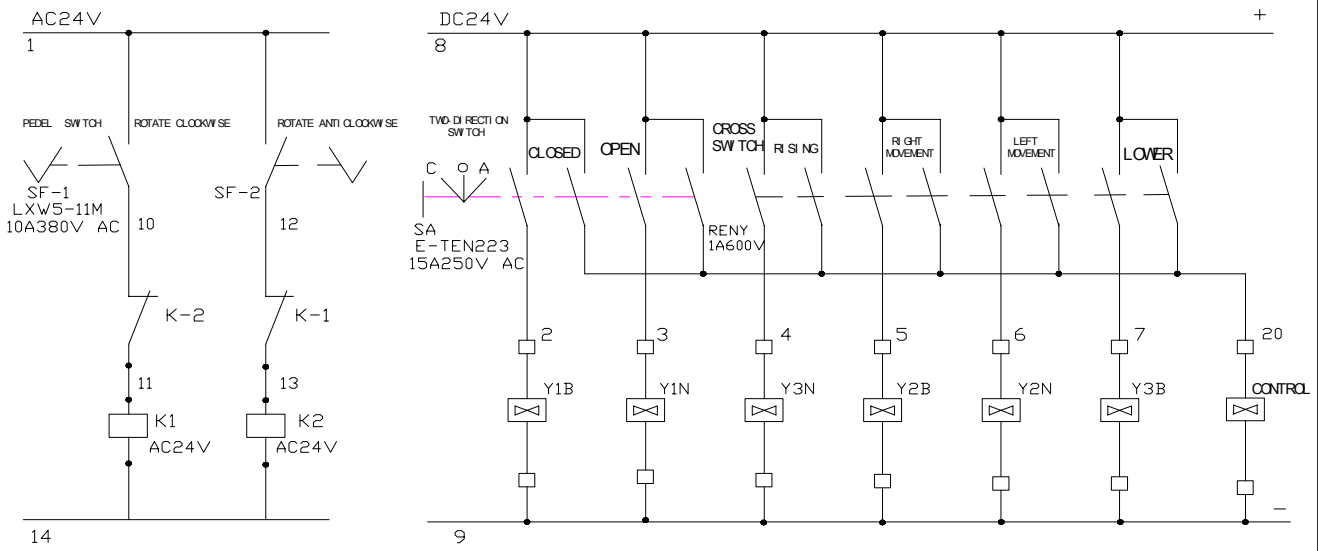 AC24V
1
DC24V
+
8
PEDEL SWITCH
ROTATE CLOCKWISE
ROTATE ANTI CLOCKWISE
TWO-DIRECTION
SWITCH
CLOSED
OPEN
CROSS
SWITCH
RISING
RIGHT
MOVEMENT
LEFT
MOVEMENT
LOWER
C O A
SF-1
LXW5-11M
10A380V AC
10
SF-2
12
SA
E-TEN223
15A250V AC
RENY
1A600V
K-2
K-1
2
3
4
5
6
7
20
11
13
Y1B
Y1N
Y3N
Y2B
Y2N
Y3B
CONTROL
K1
AC24V
K2
AC24V
14
9
-